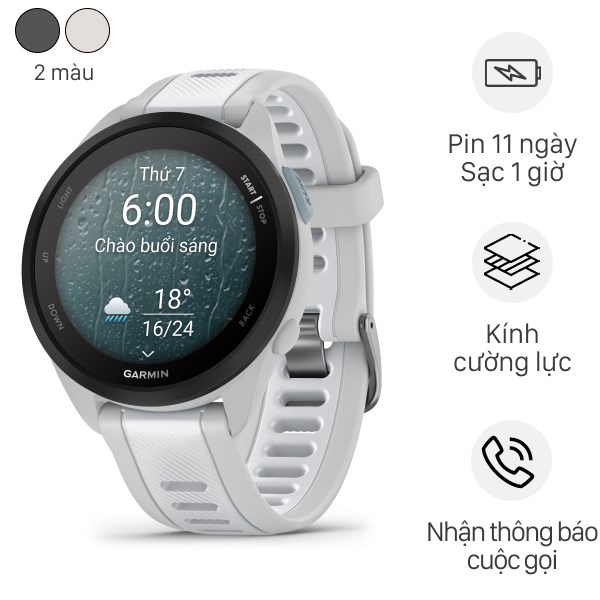 2 màu
Pin 11 ngày
Sạc 1 giờ
Thứ 7
6:00
Chào buổi sáng
18°
16/24
LIGHT
START
STOP
UP
DOWN
BACK
GARMIN
Kính
cường lực
Nhận thông báo
cuộc gọi